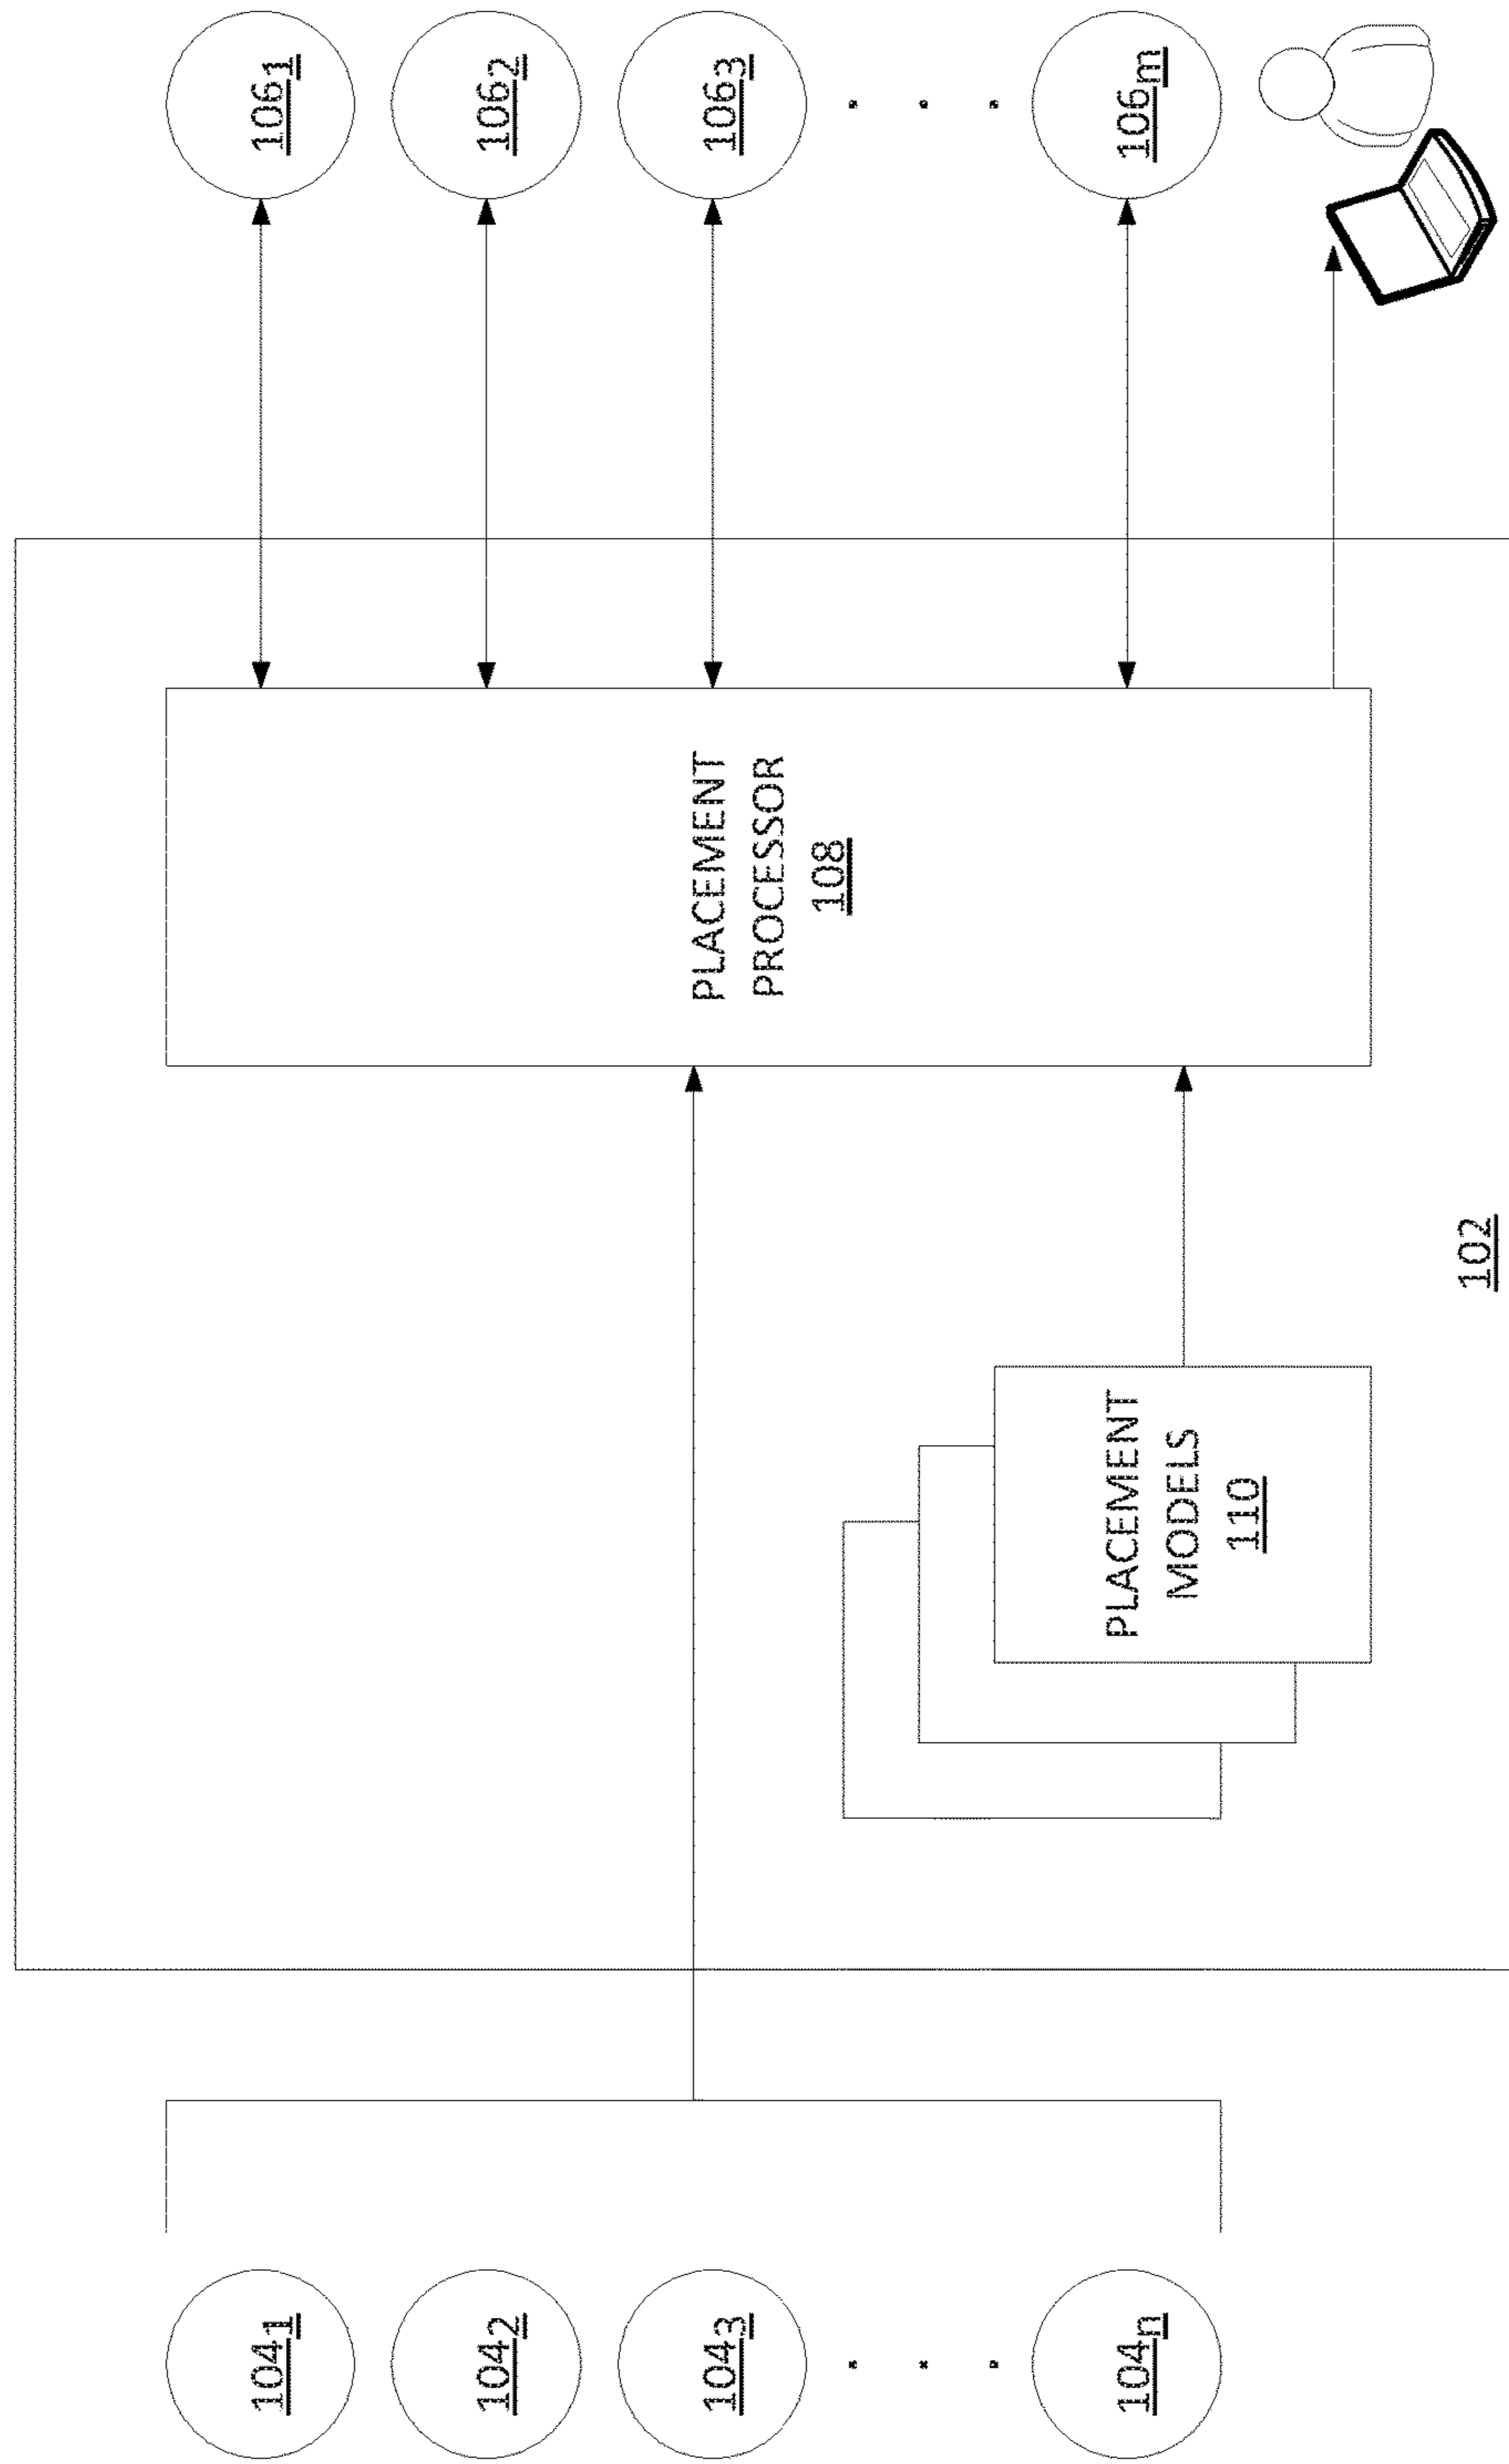 104₁
104₂
104₃
104ₙ
PLACEMENT
MODELS
110
102
PLACEMENT
PROCESSOR
108
106₁
106₂
106₃
106ₘ